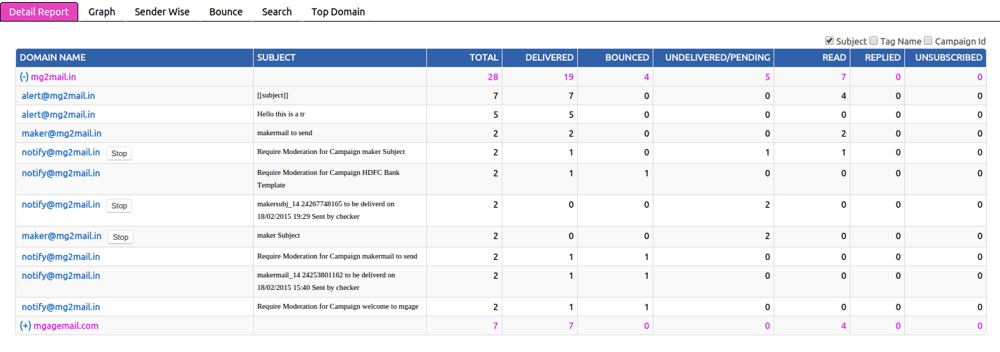 Detail Report Graph Sender Wise Bounce Search Top Domain
Subject Tag Name Campaign Id
DOMAIN NAME SUBJECT TOTAL DELIVERED BOUNCED UNDELIVERED/PENDING READ REPLIED UNSUBSCRIBED
(-) mg2mail.in 28 19 4 5 7 0 0
alert@mg2mail.in [[subject]] 7 7 0 0 4 0 0
alert@mg2mail.in Hello this is a tr 5 5 0 0 0 0 0
maker@mg2mail.in makermail to send 2 2 0 0 2 0 0
notify@mg2mail.in Stop Require Moderation for Campaign maker Subject 2 1 0 1 1 0 0
notify@mg2mail.in Require Moderation for Campaign HDFC Bank 2 1 1 0 0 0 0
Template
notify@mg2mail.in Stop makersubj_14 24267748165 to be deliverd on 2 0 0 2 0 0 0
18/02/2015 19:29 Sent by checker
maker@mg2mail.in Stop maker Subject 2 0 0 2 0 0 0
notify@mg2mail.in Require Moderation for Campaign makermail to send 2 1 1 0 0 0 0
notify@mg2mail.in makermail_14 24253801162 to be deliverd on 2 1 1 0 0 0 0
18/02/2015 15:40 Sent by checker
notify@mg2mail.in Require Moderation for Campaign welcome to mgage 2 1 1 0 0 0 0
(+) mgagemail.com 7 7 0 0 4 0 0